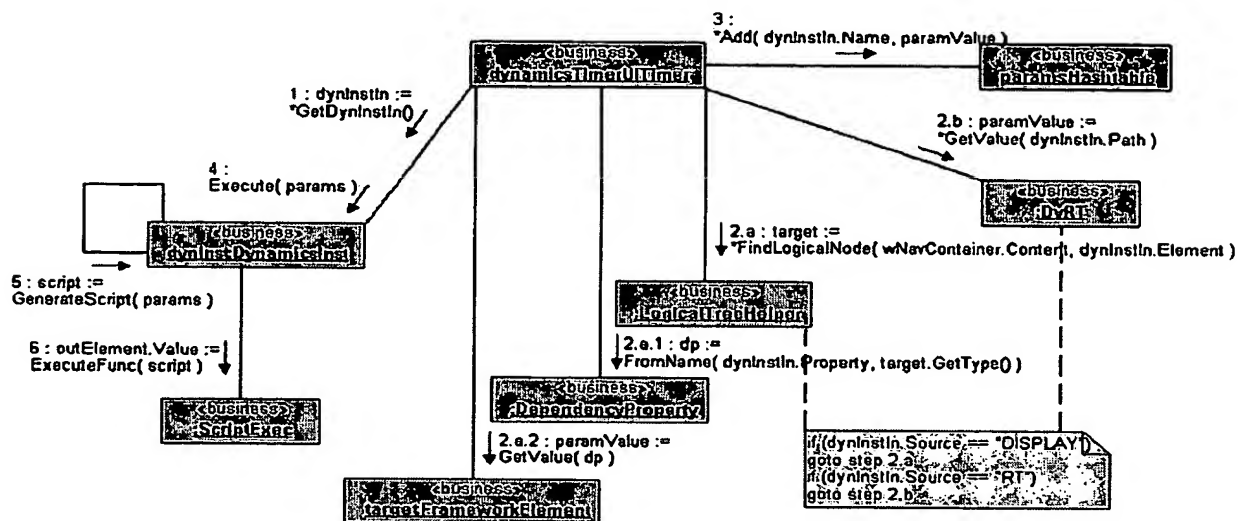 3 :
*Add( dynInstIn.Name, paramValue )
<business>
dynamicsTimerUITimer
<business>
paramsHashtable
1 : dynInstIn :=
*GetDynInstIn()
2.b : paramValue :=
*GetValue( dynInstIn.Path )
4 :
Execute( params )
<business>
:DvRT
<business>
dynInstDynamicsInst
2.a : target :=
*FindLogicalNode( wNavContainer.Content, dynInstIn.Element )
5 : script :=
GenerateScript( params )
<business>
:LogicalTreeHelper
6 : outElement.Value :=
ExecuteFunc( script )
2.a.1 : dp :=
FromName( dynInstIn.Property, target.GetType() )
<business>
:DependencyProperty
<business>
ScriptExec
2.a.2 : paramValue :=
GetValue( dp )
if (dynInstIn.Source == "DISPLAY")
goto step 2.a
if (dynInstIn.Source == "RT")
goto step 2.b
<business>
targetFrameworkElement